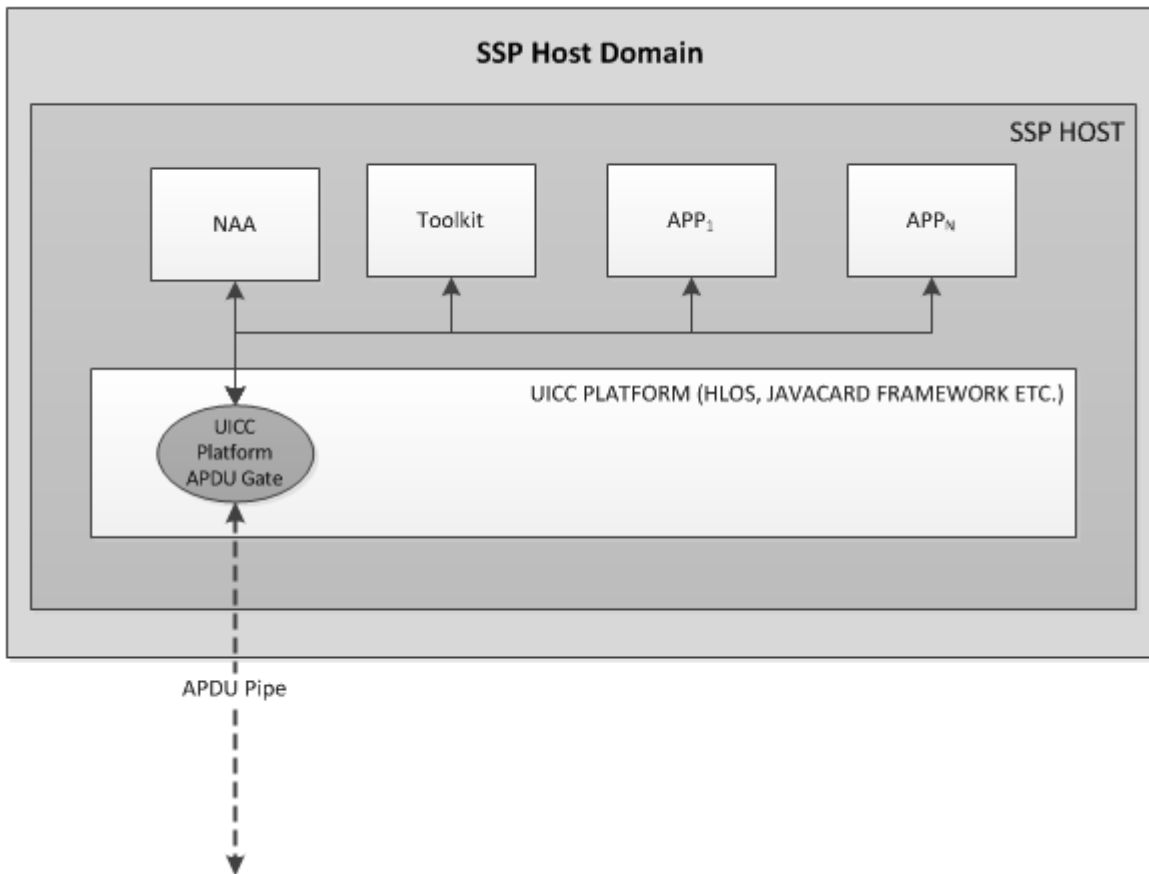 SSP Host Domain
SSP HOST
NAA
Toolkit
APP₁
APPN
UICC PLATFORM (HLOS, JAVACARD FRAMEWORK ETC.)
UICC
Platform
APDU Gate
APDU Pipe